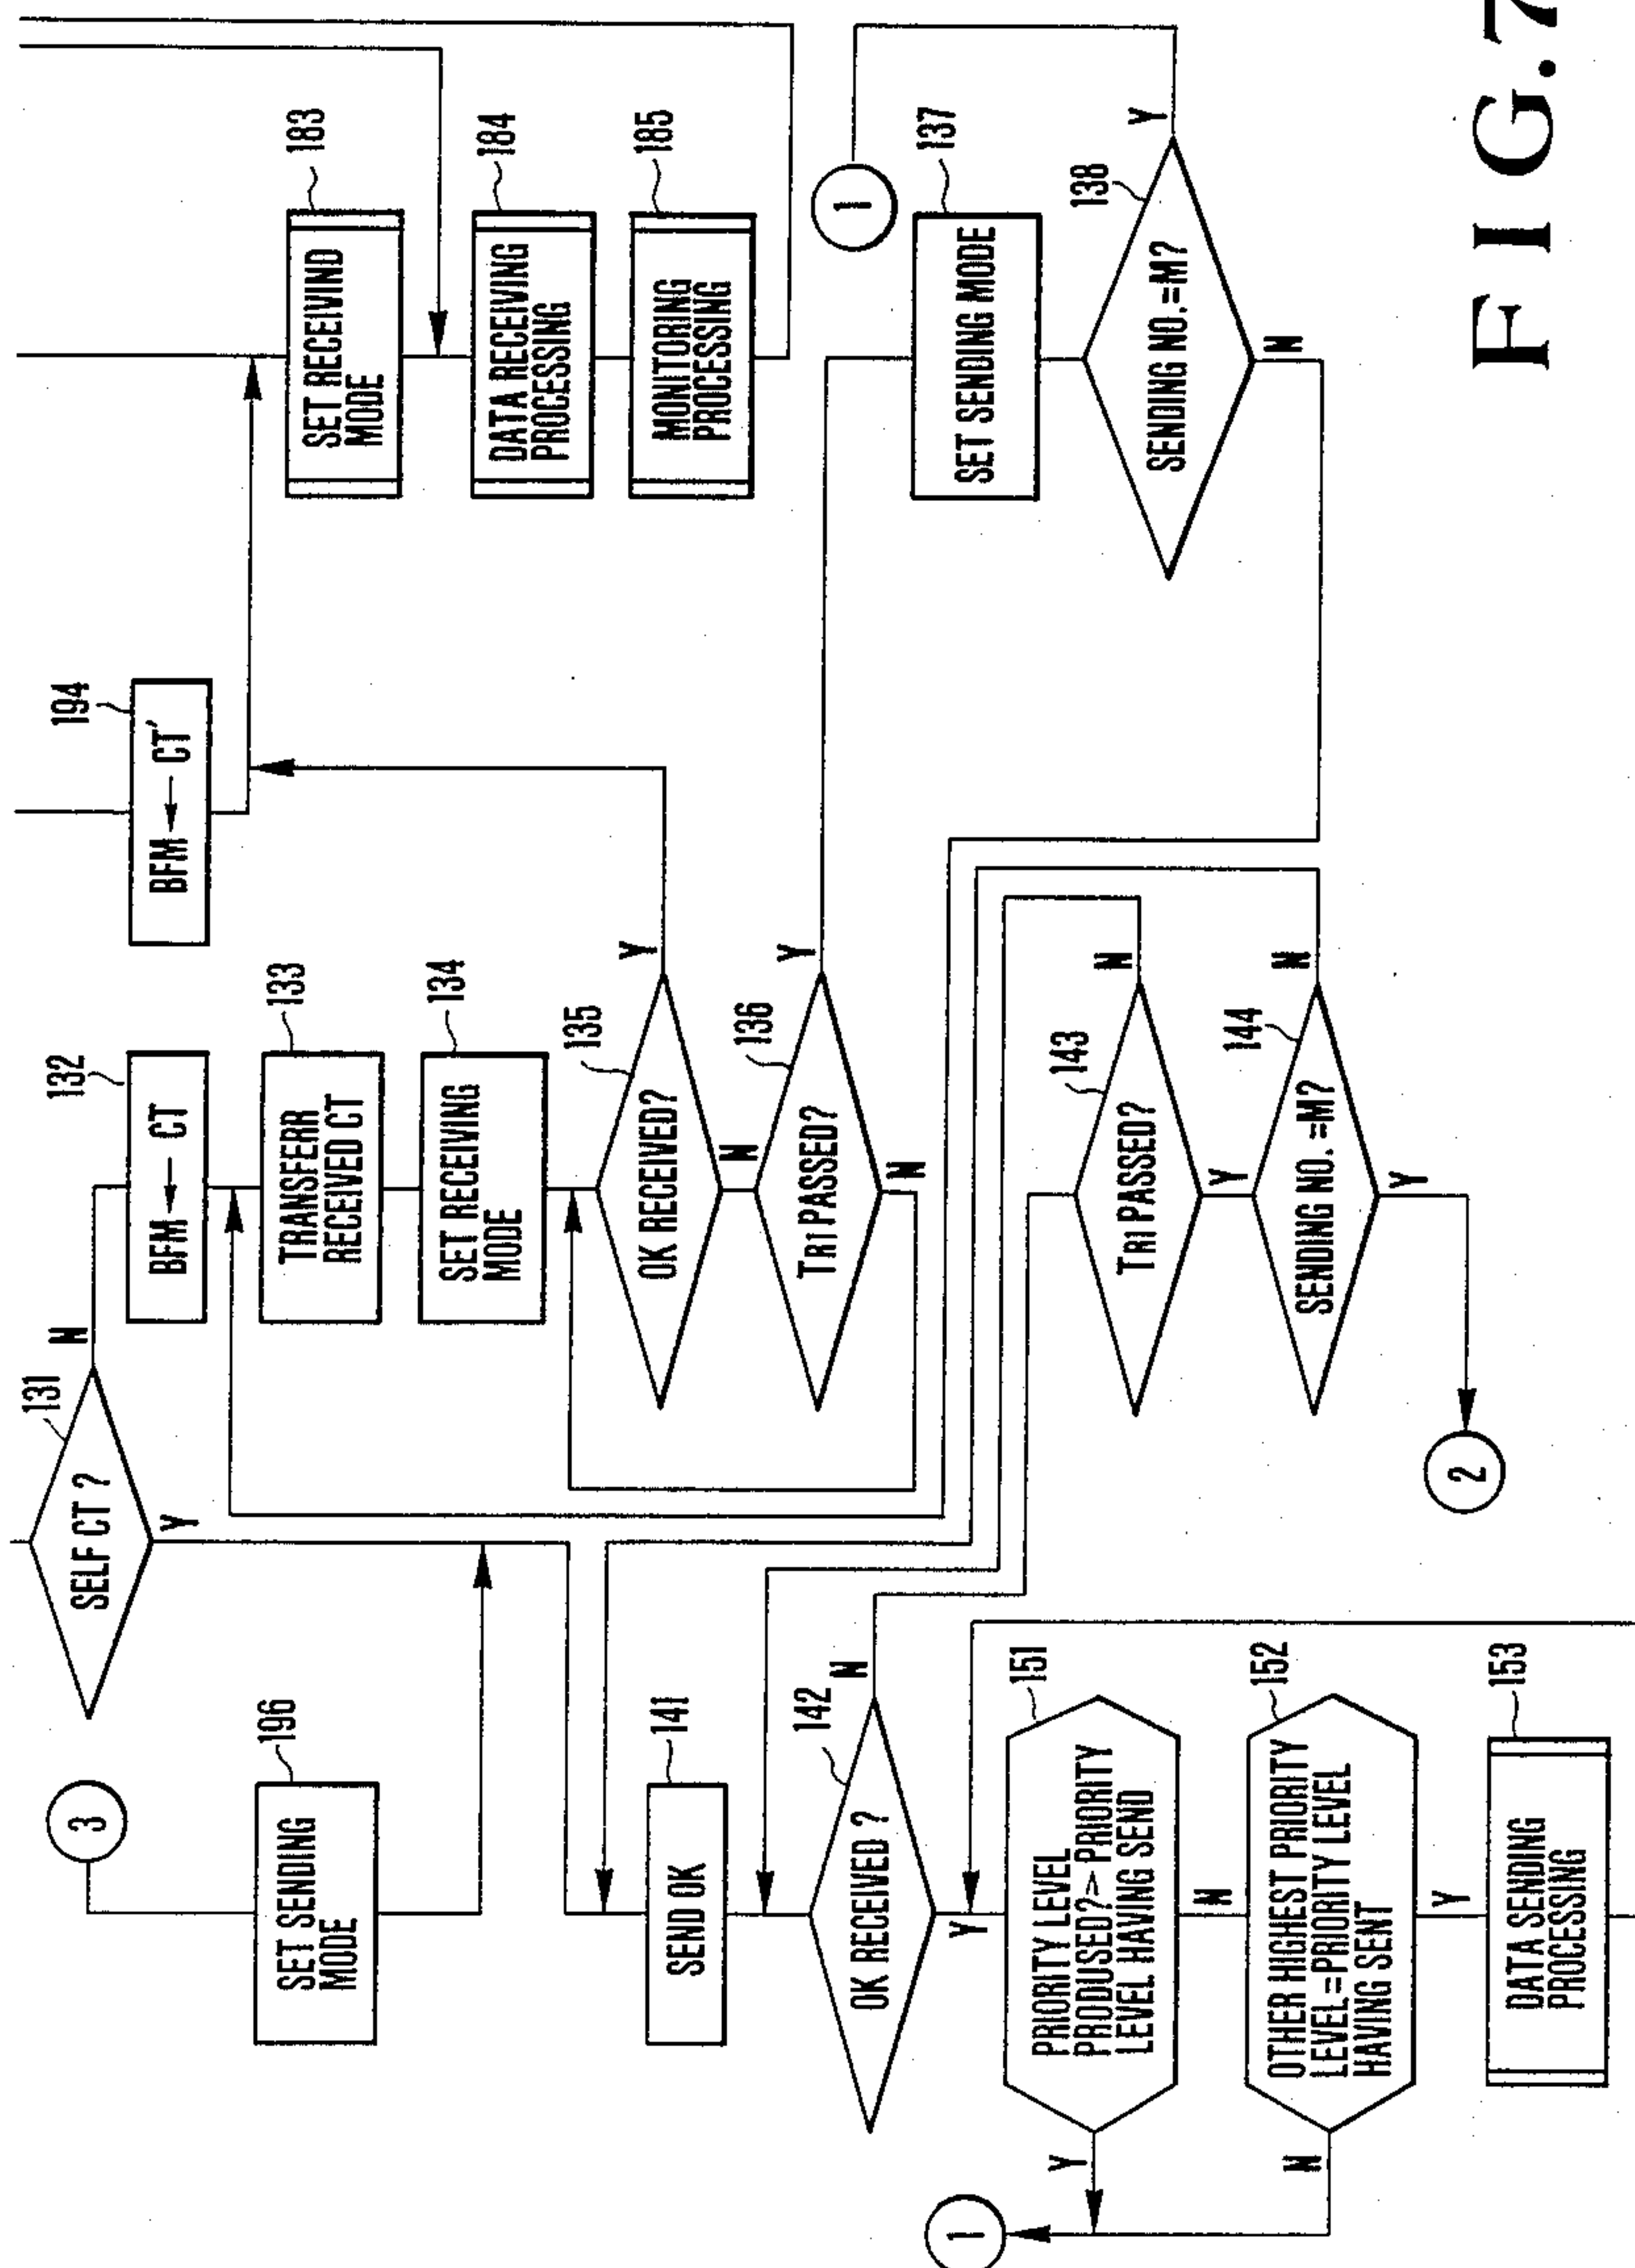 3
196
SET SENDING
MODE
131
SELF CT ?
N
Y
132
BFM ← CT
133
TRANSFERR
RECEIVED CT
134
SET RECEIVING
MODE
135
OK RECEIVED?
Y
N
136
TR1 PASSED?
Y
N
194
BFM ← CT'
183
SET RECEIVIND
MODE
184
DATA RECEIVING
PROCESSING
185
MONITORING
PROCESSING
1
137
SET SENDING MODE
138
SENDING NO.=M?
Y
N
141
SEND OK
142
OK RECEIVED ?
N
Y
143
TR1 PASSED?
N
Y
144
SENDING NO. =M?
N
Y
2
151
PRIORITY LEVEL
PRODUSED?> PRIORITY
LEVEL HAVING SEND
Y
N
152
OTHER HIGHEST PRIORITY
LEVEL=PRIORITY LEVEL
HAVING SENT
N
Y
1
153
DATA SENDING
PROCESSING
FIG.7